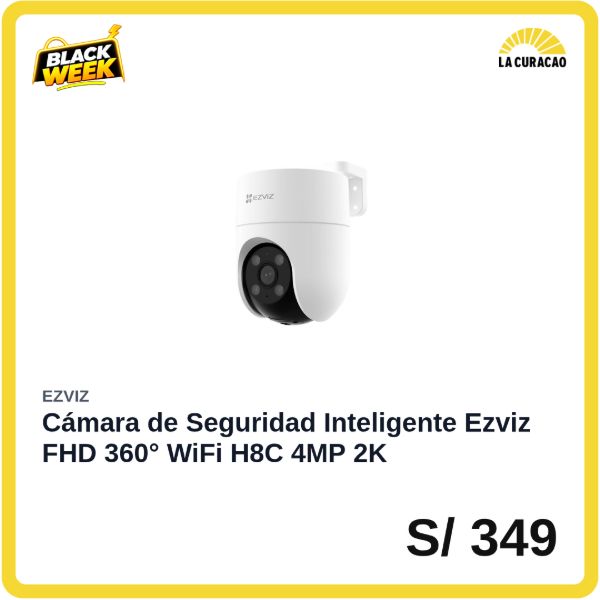 BLACK
WEEK
LA CURACAO
EZVIZ
EZVIZ
Cámara de Seguridad Inteligente Ezviz
FHD 360° WiFi H8C 4MP 2K
S/ 349